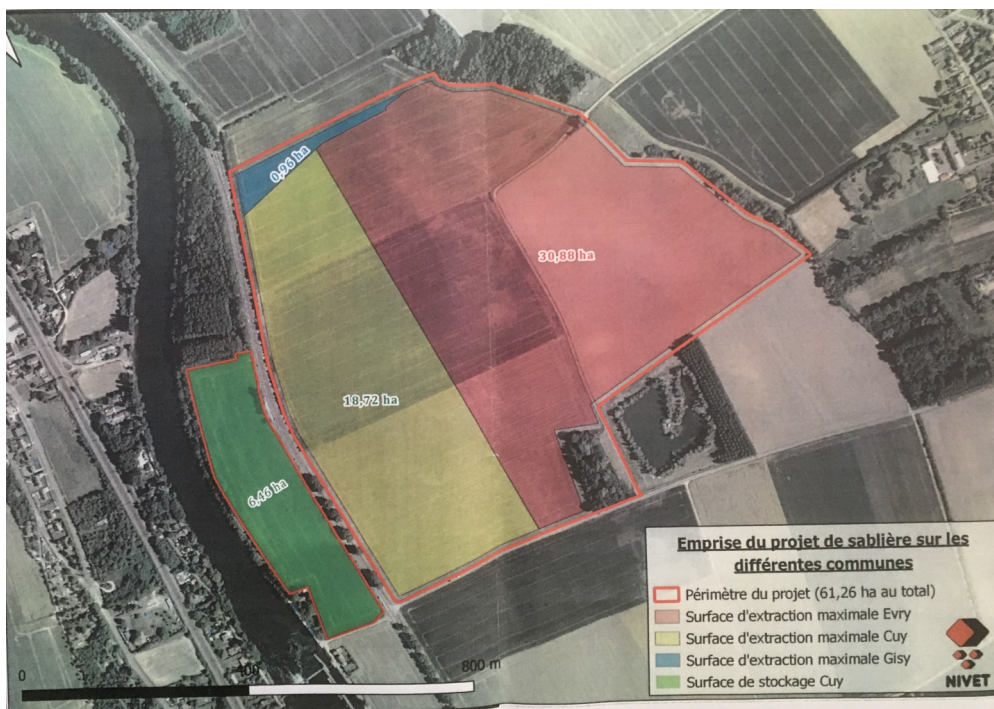 0,96 ha
30,88 ha
18,72 ha
6,46 ha
Emprise du projet de sablière sur les
différentes communes
Périmètre du projet (61,26 ha au total)
Surface d'extraction maximale Evry
Surface d'extraction maximale Cuy
Surface d'extraction maximale Gisy
Surface de stockage Cuy
NIVET
0 400 800 m